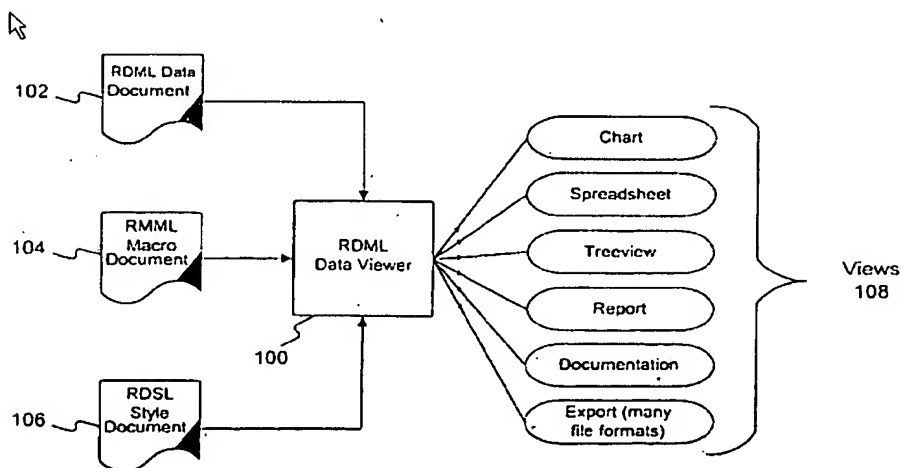 RDML Data
Document
102
RMML
Macro
Document
104
RDSL
Style
Document
106
RDML
Data Viewer
100
Chart
Spreadsheet
Treeview
Report
Documentation
Export (many
file formats)
Views
108